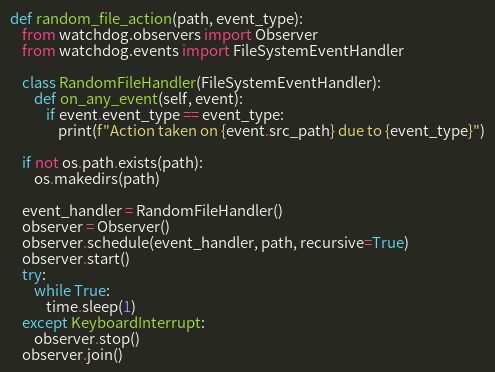 def random_file_action(path, event_type):
    from watchdog.observers import Observer
    from watchdog.events import FileSystemEventHandler

    class RandomFileHandler(FileSystemEventHandler):
        def on_any_event(self, event):
            if event.event_type == event_type:
                print(f"Action taken on {event.src_path} due to {event_type}")

    if not os.path.exists(path):
        os.makedirs(path)

    event_handler = RandomFileHandler()
    observer = Observer()
    observer.schedule(event_handler, path, recursive=True)
    observer.start()
    try:
        while True:
            time.sleep(1)
    except KeyboardInterrupt:
        observer.stop()
    observer.join()